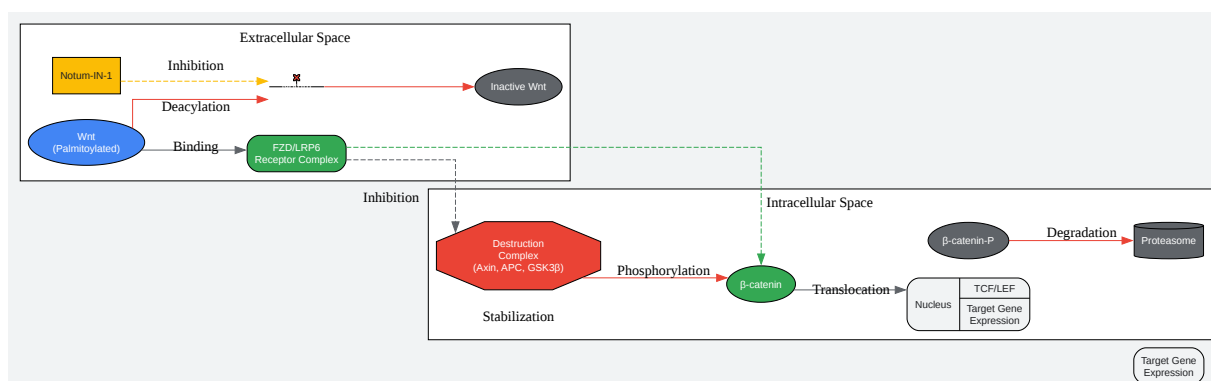 Extracellular Space
Notum-IN-1
Inhibition
Inactive Wnt
Deacylation
Wnt
(Palmitoylated)
Binding
FZD/LRP6
Receptor Complex
Inhibition
Intracellular Space
Destruction
Complex
(Axin, APC, GSK3β)
Phosphorylation
β-catenin
Translocation
Nucleus
TCF/LEF
Target Gene
Expression
β-catenin-P
Degradation
Proteasome
Stabilization
Target Gene
Expression